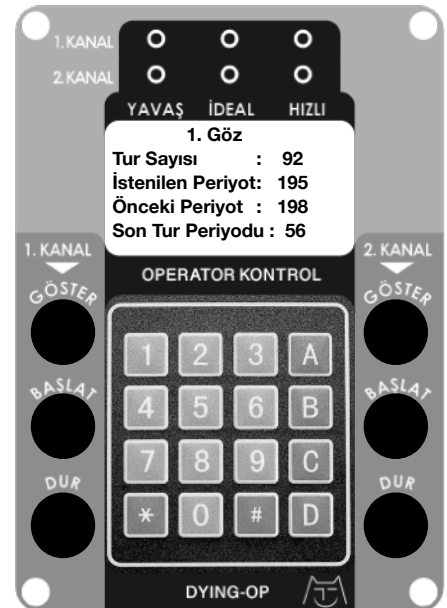 1. KANAL
2. KANAL
YAVAŞ İDEAL HIZLI
1. Göz
Tur Sayısı : 92
İstenilen Periyot: 195
Önceki Periyot : 198
Son Tur Periyodu : 56
1. KANAL
2. KANAL
OPERATOR KONTROL
GÖSTER
GÖSTER
1 2 3 A
BAŞLAT
BAŞLAT
4 5 6 B
7 8 9 C
DUR
DUR
* 0 # D
DYING-OP